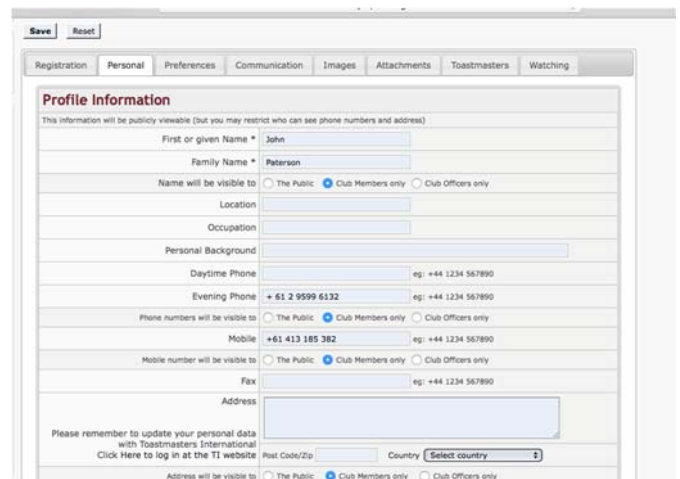 Save Reset
Registration Personal Preferences Communication Images Attachments Toastmasters Watching
Profile Information
This information will be publicly viewable (but you may restrict who can see phone numbers and address)
First or given Name * John
Family Name * Paterson
Name will be visible to The Public Club Members only Club Officers only
Location
Occupation
Personal Background
Daytime Phone eg: +44 1234 567890
Evening Phone + 61 2 9599 6132 eg: +44 1234 567890
Phone numbers will be visible to The Public Club Members only Club Officers only
Mobile +61 413 185 382 eg: +44 1234 567890
Mobile number will be visible to The Public Club Members only Club Officers only
Fax eg: +44 1234 567890
Address
Please remember to update your personal data
with Toastmasters International
Click Here to log in at the TI website Post Code/Zip Country Select country
Address will be visible to The Public Club Members only Club Officers only